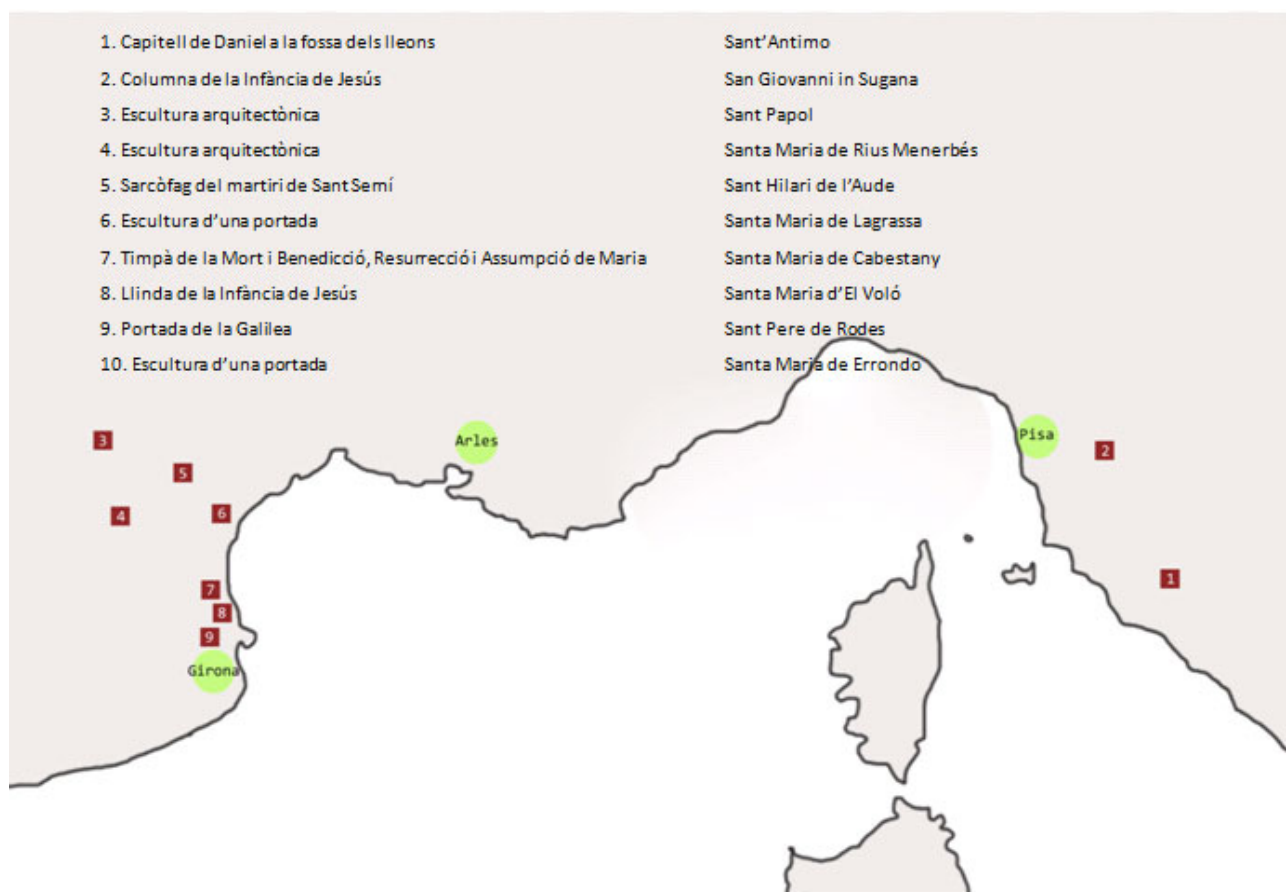 1. Capitell de Daniel a la fossa dels lleons Sant'Antimo
2. Columna de la Infància de Jesús San Giovanni in Sugana
3. Escultura arquitectònica Sant Papol
4. Escultura arquitectònica Santa Maria de Rius Menerbés
5. Sarcòfag del martiri de Sant Semí Sant Hilari de l'Aude
6. Escultura d'una portada Santa Maria de Lagrassa
7. Timpà de la Mort i Benedicció, Resurrecció i Assumpció de Maria Santa Maria de Cabestany
8. Llinda de la Infància de Jesús Santa Maria d'El Voló
9. Portada de la Galilea Sant Pere de Rodes
10. Escultura d'una portada Santa Maria de Errondo
3
Arles
Pisa
2
5
4
6
1
7
8
9
Girona